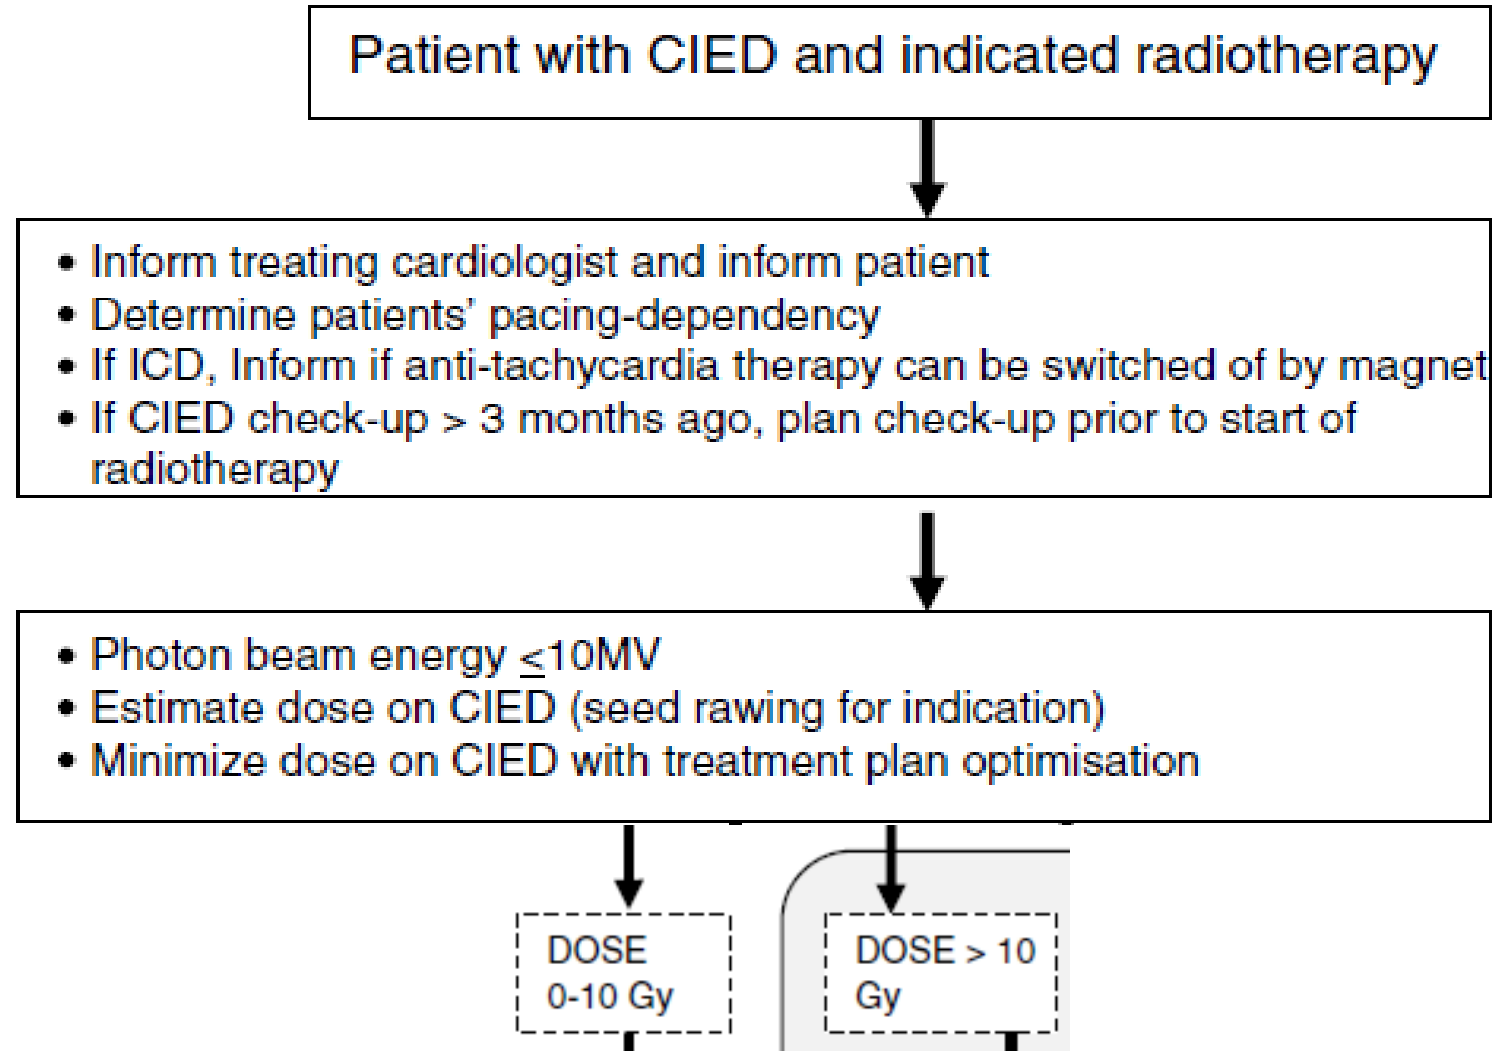 Patient with CIED and indicated radiotherapy
• Inform treating cardiologist and inform patient
• Determine patients’ pacing-dependency
• If ICD, Inform if anti-tachycardia therapy can be switched of by magnet
• If CIED check-up > 3 months ago, plan check-up prior to start of
radiotherapy
• Photon beam energy ≤10MV
• Estimate dose on CIED (seed rawing for indication)
• Minimize dose on CIED with treatment plan optimisation
DOSE
0-10 Gy
DOSE > 10
Gy